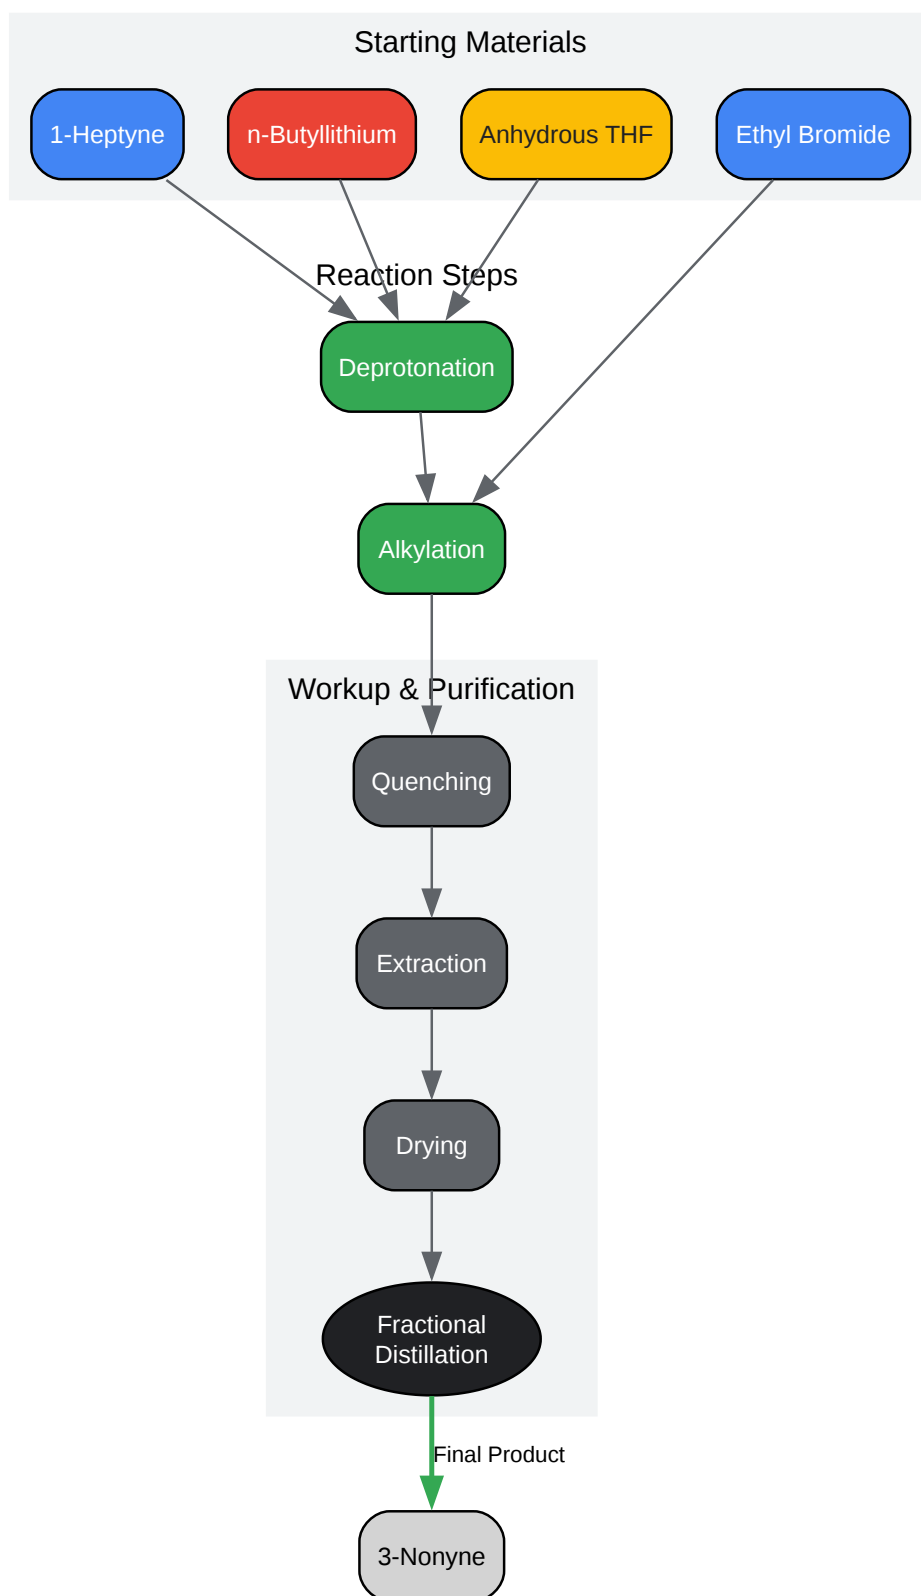 Starting Materials
1-Heptyne
n-Butyllithium
Anhydrous THF
Ethyl Bromide
Reaction Steps
Deprotonation
Alkylation
Workup & Purification
Quenching
Extraction
Drying
Fractional
Distillation
Final Product
3-Nonyne